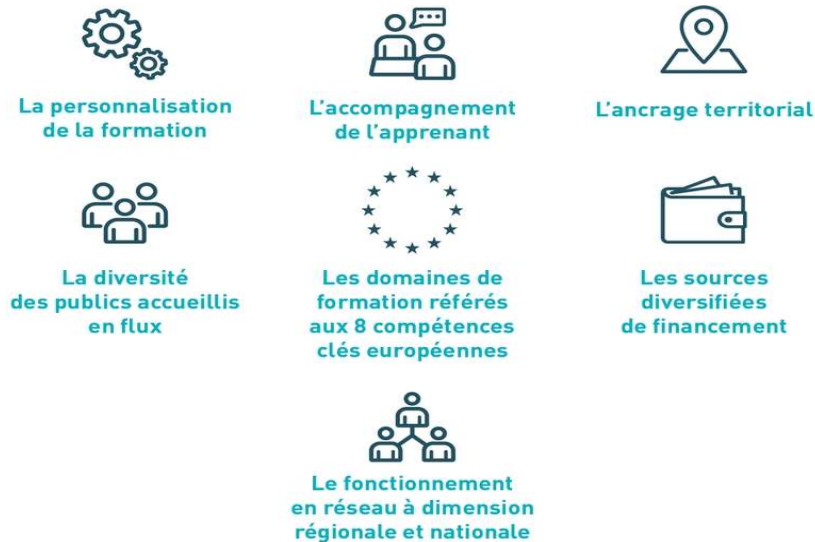 La personnalisation
de la formation
L'accompagnement
de l'apprenant
L'ancrage territorial
La diversité
des publics accueillis
en flux
Les domaines de
formation référés
aux 8 compétences
clés européennes
Les sources
diversifiées
de financement
Le fonctionnement
en réseau à dimension
régionale et nationale